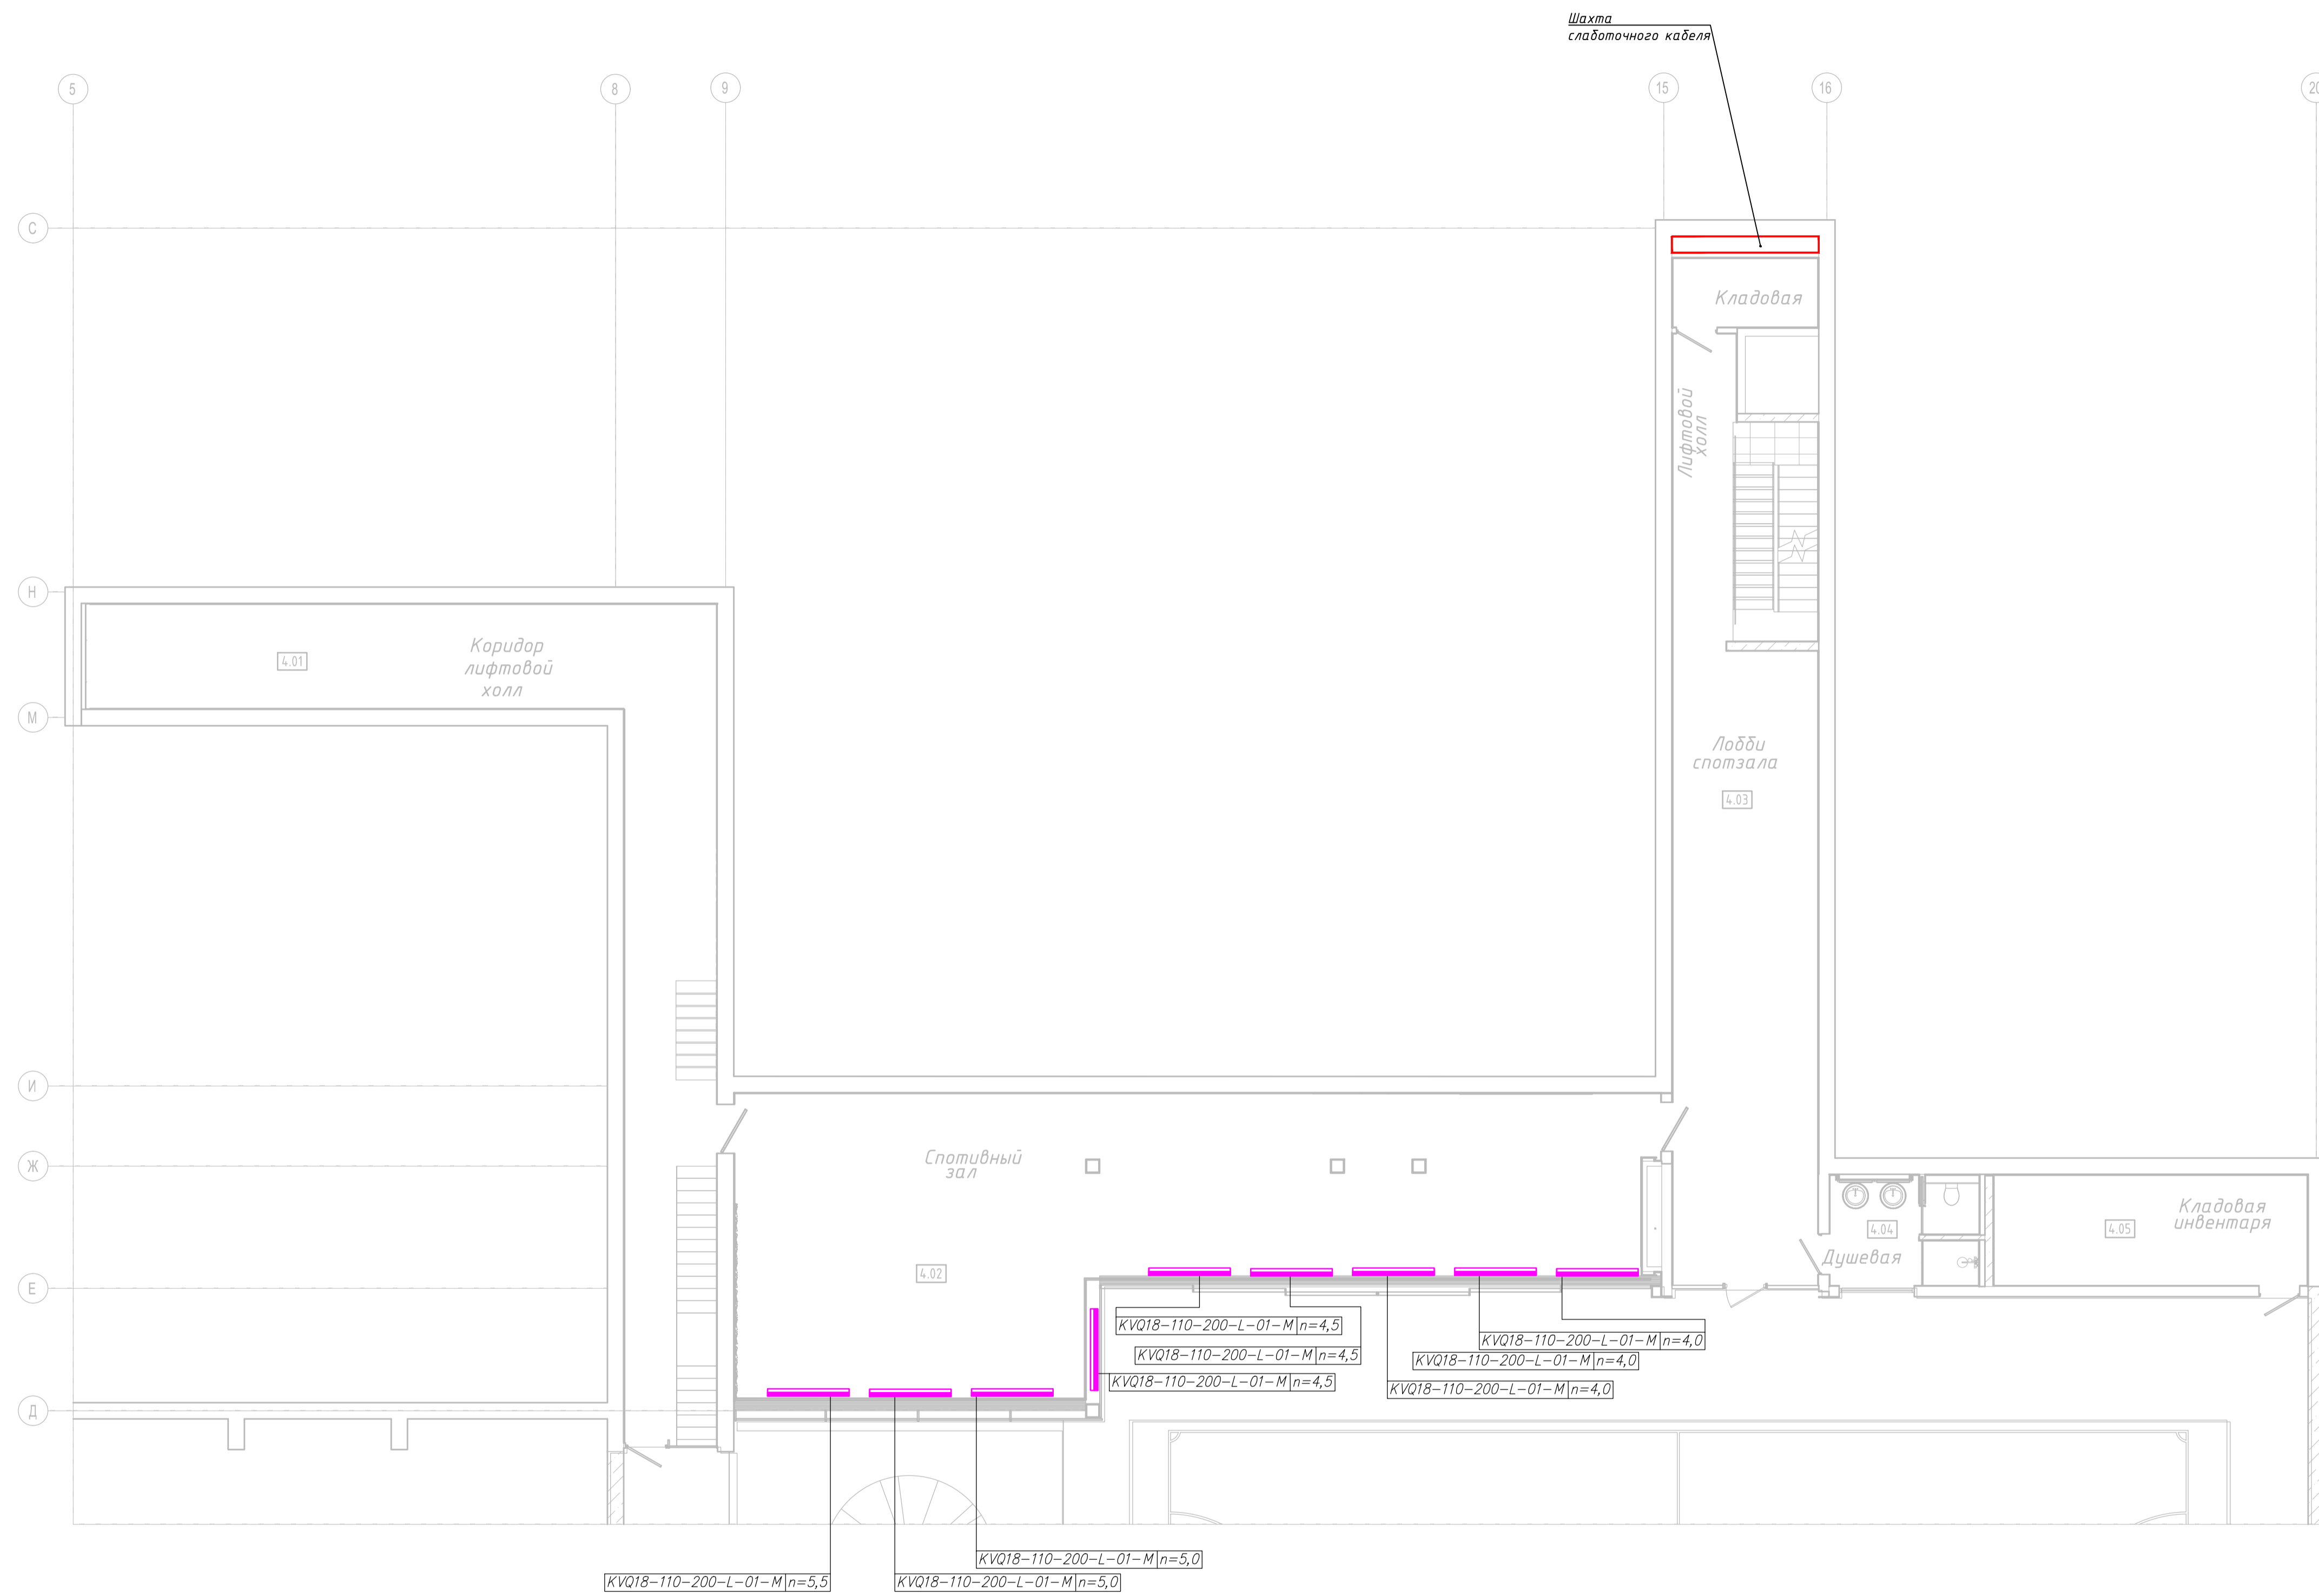 Шахта
слаботочного кабеля
5
8
9
15
16
20
С
Кладовая
Лифтовой
холл
Н
Коридор
лифтовой
холл
4.01
М
Лобби
спотзала
4.03
И
Ж
Спотивный
зал
Кладовая
инвентаря
4.04
4.05
Душевая
4.02
Е
KVQ18-110-200-L-01-M n=4,5
KVQ18-110-200-L-01-M n=4,0
KVQ18-110-200-L-01-M n=4,5
KVQ18-110-200-L-01-M n=4,0
KVQ18-110-200-L-01-M n=4,5
KVQ18-110-200-L-01-M n=4,0
Д
KVQ18-110-200-L-01-M n=5,0
KVQ18-110-200-L-01-M n=5,5
KVQ18-110-200-L-01-M n=5,0